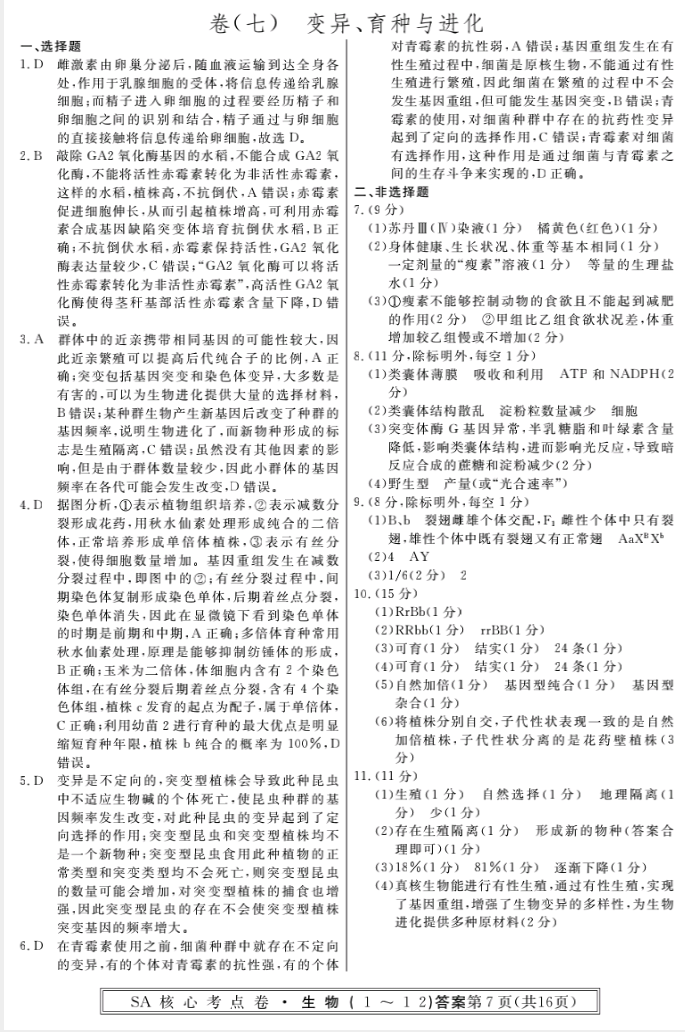 卷(七) 变异、育种与进化
一、选择题
1. D 雌激素由卵巢分泌后,随血液运输到达全身各
处,作用于乳腺细胞的受体,将信息传递给乳腺
细胞;而精子进入卵细胞的过程要经历精子和
卵细胞之间的识别和结合,精子通过与卵细胞
的直接接触将信息传递给卵细胞,故选 D。
2. B 敲除 GA2 氧化酶基因的水稻,不能合成 GA2 氧
化酶,不能将活性赤霉素转化为非活性赤霉素,
这样的水稻,植株高,不抗倒伏,A 错误;赤霉素
促进细胞伸长,从而引起植株增高,可利用赤霉
素合成基因缺陷突变体培育抗倒伏水稻,B 正
确;不抗倒伏水稻,赤霉素保持活性,GA2 氧化
酶表达量较少,C 错误;“GA2 氧化酶可以将活
性赤霉素转化为非活性赤霉素”,高活性 GA2 氧
化酶使得茎秆基部活性赤霉素含量下降,D 错
误。
3. A 群体中的近亲携带相同基因的可能性较大,因
此近亲繁殖可以提高后代纯合子的比例,A 正
确;突变包括基因突变和染色体变异,大多数是
有害的,可以为生物进化提供大量的选择材料,
B 错误;某种群生物产生新基因后改变了种群的
基因频率,说明生物进化了,而新物种形成的标
志是生殖隔离,C 错误;虽然没有其他因素的影
响,但是由于群体数量较少,因此小群体的基因
频率在各代可能会发生改变,D 错误。
4. D 据图分析,①表示植物组织培养,②表示减数分
裂形成花药,用秋水仙素处理形成纯合的二倍
体,正常培养形成单倍体植株,③表示有丝分
裂,使得细胞数量增加。基因重组发生在减数
分裂过程中,即图中的②;有丝分裂过程中,间
期染色体复制形成染色单体,后期着丝点分裂,
染色单体消失,因此在显微镜下看到染色单体
的时期是前期和中期,A 正确;多倍体育种常用
秋水仙素处理,原理是能够抑制纺锤体的形成,
B 正确;玉米为二倍体,体细胞内含有 2 个染色
体组,在有丝分裂后期着丝点分裂,含有 4 个染
色体组,植株 c 发育的起点为配子,属于单倍体,
C 正确;利用幼苗 2 进行育种的最大优点是明显
缩短育种年限,植株 b 纯合的概率为 100%,D
错误。
5. D 变异是不定向的,突变型植株会导致此种昆虫
中不适应生物碱的个体死亡,使昆虫种群的基
因频率发生改变,对此种昆虫的变异起到了定
向选择的作用;突变型昆虫和突变型植株均不
是一个新物种;突变型昆虫食用此种植物的正
常类型和突变类型均不会死亡,则突变型昆虫
的数量可能会增加,对突变型植株的捕食也增
强,因此突变型昆虫的存在不会使突变型植株
突变基因的频率增大。
6. D 在青霉素使用之前,细菌种群中就存在不定向
的变异,有的个体对青霉素的抗性强,有的个体
对青霉素的抗性弱,A 错误;基因重组发生在有
性生殖过程中,细菌是原核生物,不能通过有性
生殖进行繁殖,因此细菌在繁殖的过程中不会
发生基因重组,但可能发生基因突变,B 错误;青
霉素的使用,对细菌种群中存在的抗药性变异
起到了定向的选择作用,C 错误;青霉素对细菌
有选择作用,这种作用是通过细菌与青霉素之
间的生存斗争来实现的,D 正确。
二、非选择题
7. (9 分)
(1)苏丹Ⅲ(Ⅳ)染液(1 分) 橘黄色(红色)(1 分)
(2)身体健康、生长状况、体重等基本相同(1 分)
一定剂量的“瘦素”溶液(1 分) 等量的生理盐
水(1 分)
(3)①瘦素不能够控制动物的食欲且不能起到减肥
的作用(2 分) ②甲组比乙组食欲状况差,体重
增加较乙组慢或不增加(2 分)
8. (11 分,除标明外,每空 1 分)
(1)类囊体薄膜 吸收和利用 ATP 和 NADPH(2
分)
(2)类囊体结构散乱 淀粉粒数量减少 细胞
(3)突变体酶 G 基因异常,半乳糖脂和叶绿素含量
降低,影响类囊体结构,进而影响光反应,导致暗
反应合成的蔗糖和淀粉减少(2 分)
(4)野生型 产量(或“光合速率”)
9. (8 分,除标明外,每空 1 分)
(1)B、b 裂翅雌雄个体交配,F₁ 雌性个体中只有裂
翅,雄性个体中既有裂翅又有正常翅 AaXᴮXᵇ
(2)4 AY
(3)1/6(2 分) 2
10. (15 分)
(1)RrBb(1 分)
(2)RRbb(1 分) rrBB(1 分)
(3)可育(1 分) 结实(1 分) 24 条(1 分)
(4)可育(1 分) 结实(1 分) 24 条(1 分)
(5)自然加倍(1 分) 基因型纯合(1 分) 基因型
杂合(1 分)
(6)将植株分别自交,子代性状表现一致的是自然
加倍植株,子代性状分离的是花药壁植株(3
分)
11. (11 分)
(1)生殖(1 分) 自然选择(1 分) 地理隔离(1
分) 少(1 分)
(2)存在生殖隔离(1 分) 形成新的物种(答案合
理即可)(1 分)
(3)18%(1 分) 81%(1 分) 逐渐下降(1 分)
(4)真核生物能进行有性生殖,通过有性生殖,实现
了基因重组,增强了生物变异的多样性,为生物
进化提供多种原材料(2 分)
SA 核心考点卷·生物(1～12)答案第7页(共16页)